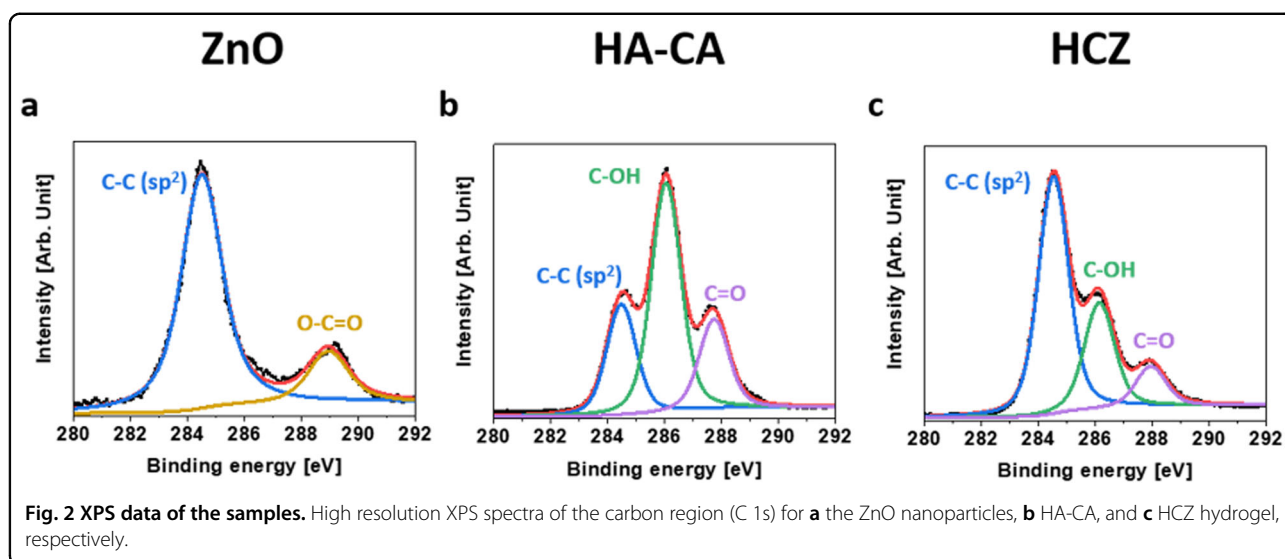 ZnO HA-CA HCZ
a b c
C-C (sp²)
O-C=O
Intensity [Arb. Unit]
280 282 284 286 288 290 292
Binding energy [eV]
C-OH
C-C (sp²)
C=O
Intensity [Arb. Unit]
280 282 284 286 288 290 292
Binding energy [eV]
C-C (sp²)
C-OH
C=O
Intensity [Arb. Unit]
280 282 284 286 288 290 292
Binding energy [eV]
Fig. 2 XPS data of the samples. High resolution XPS spectra of the carbon region (C 1s) for a the ZnO nanoparticles, b HA-CA, and c HCZ hydrogel,
respectively.